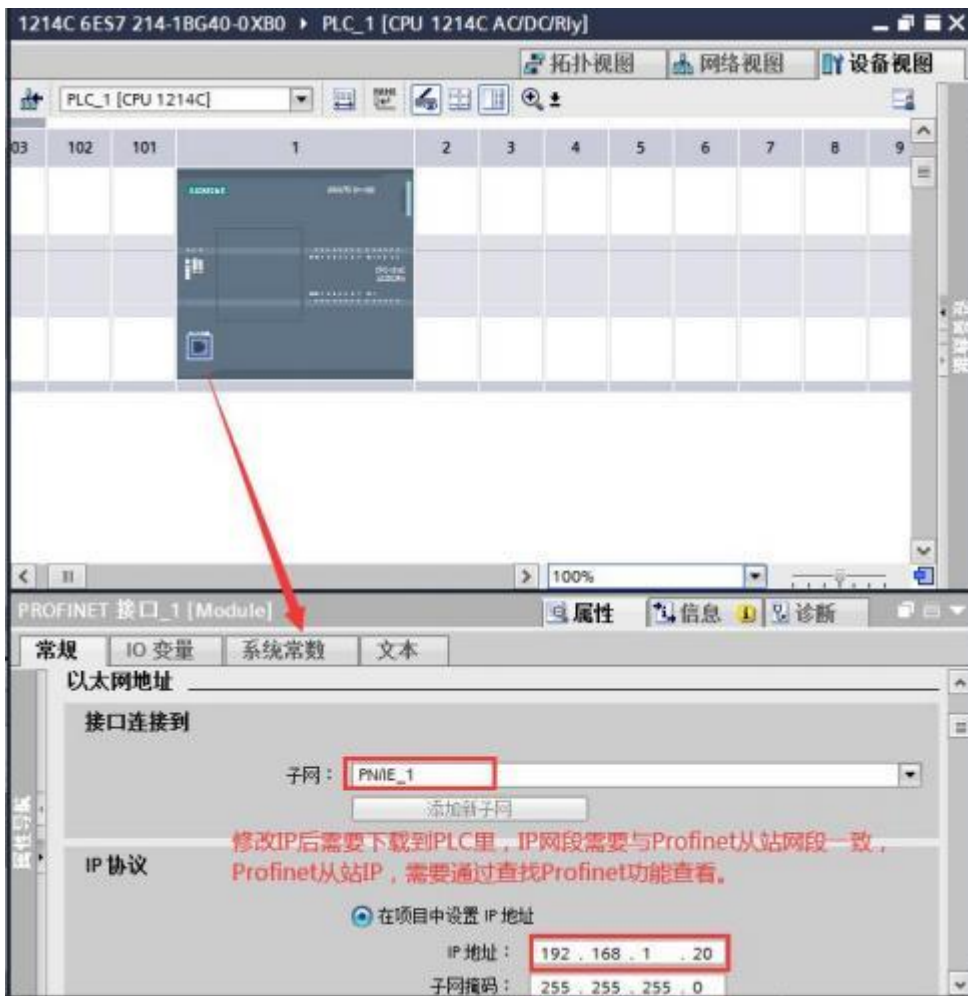 1214C 6ES7 214-1BG40-0XB0 ▸ PLC_1 [CPU 1214C AC/DC/Rly]
拓扑视图 网络视图 设备视图
PLC_1 [CPU 1214C]
03 102 101 1 2 3 4 5 6 7 8 9
SIEMENS
100%
PROFINET 接口_1 [Module] 属性 信息 诊断
常规 IO 变量 系统常数 文本
以太网地址
接口连接到
子网： PN/IE_1
添加新子网
修改IP后需要下载到PLC里，IP网段需要与Profinet从站网段一致，
Profinet从站IP，需要通过查找Profinet功能查看。
IP 协议
在项目中设置 IP 地址
IP 地址： 192 . 168 . 1 . 20
子网掩码： 255 . 255 . 255 . 0